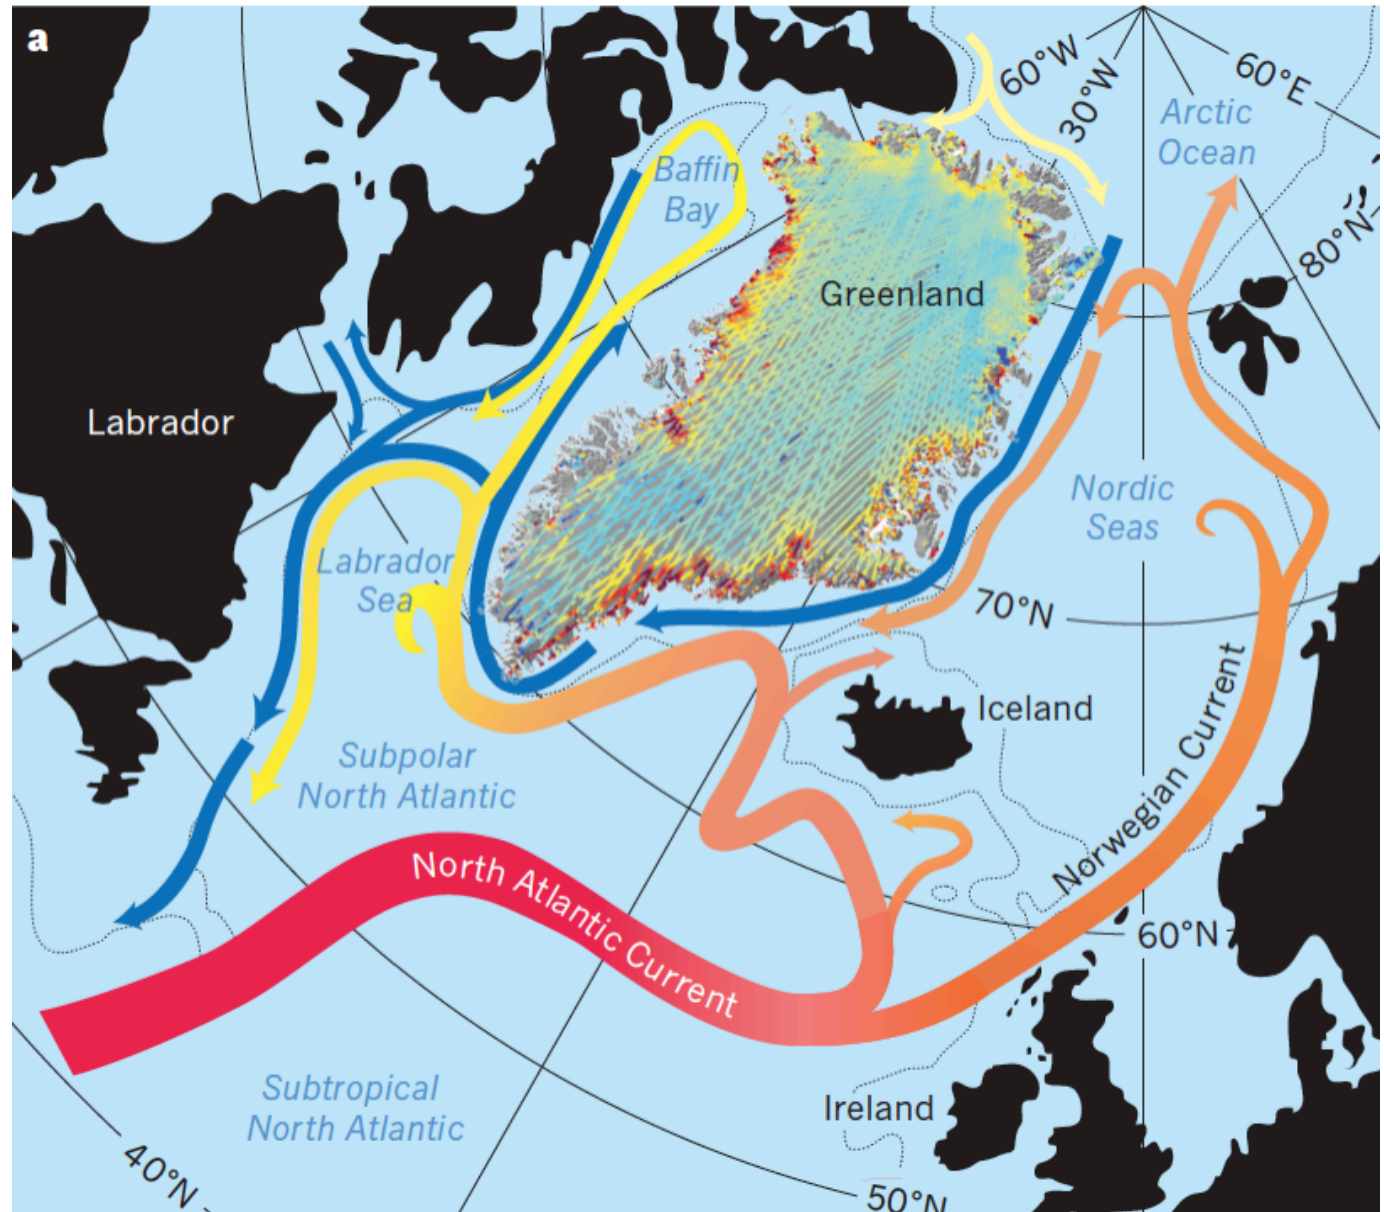 a
60°W
30°W
60°E
Arctic
Ocean
80°N
Baffin
Bay
Greenland
Labrador
Nordic
Seas
Labrador
Sea
70°N
Iceland
Norwegian Current
Subpolar
North Atlantic
North Atlantic Current
60°N
Subtropical
North Atlantic
Ireland
40°N
50°N